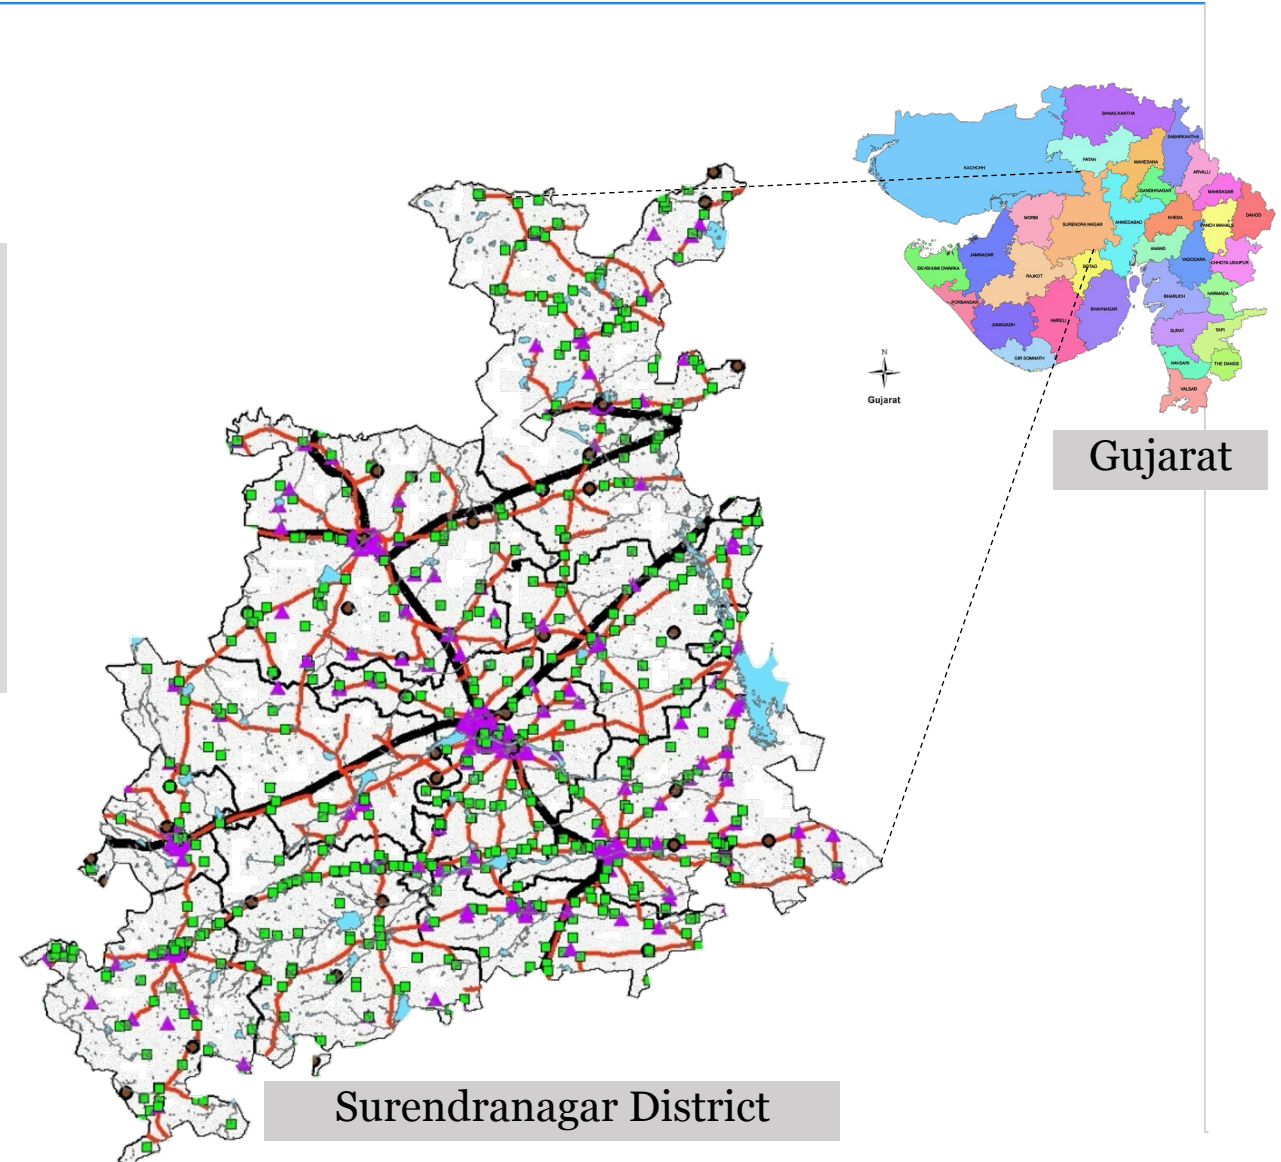 BANAS KANTHA
SABARKANTHA
PATAN
MAHESANA
KACHCHH
ARVALLI
GANDHINAGAR
MAHISAGAR
MORBI
SURENDRA NAGAR
AHMEDABAD
KHEDA
PANCH MAHALS
DAHOD
JAMNAGAR
ANAND
DEVBHUMI DWARKA
RAJKOT
BOTAD
VADODARA
CHHOTA UDAIPUR
PORBANDAR
BHARUCH
NARMADA
JUNAGADH
AMRELI
BHAVNAGAR
SURAT
TAPI
GIR SOMNATH
NAVSARI
THE DANGS
VALSAD
N
Gujarat
Gujarat
Surendranagar District